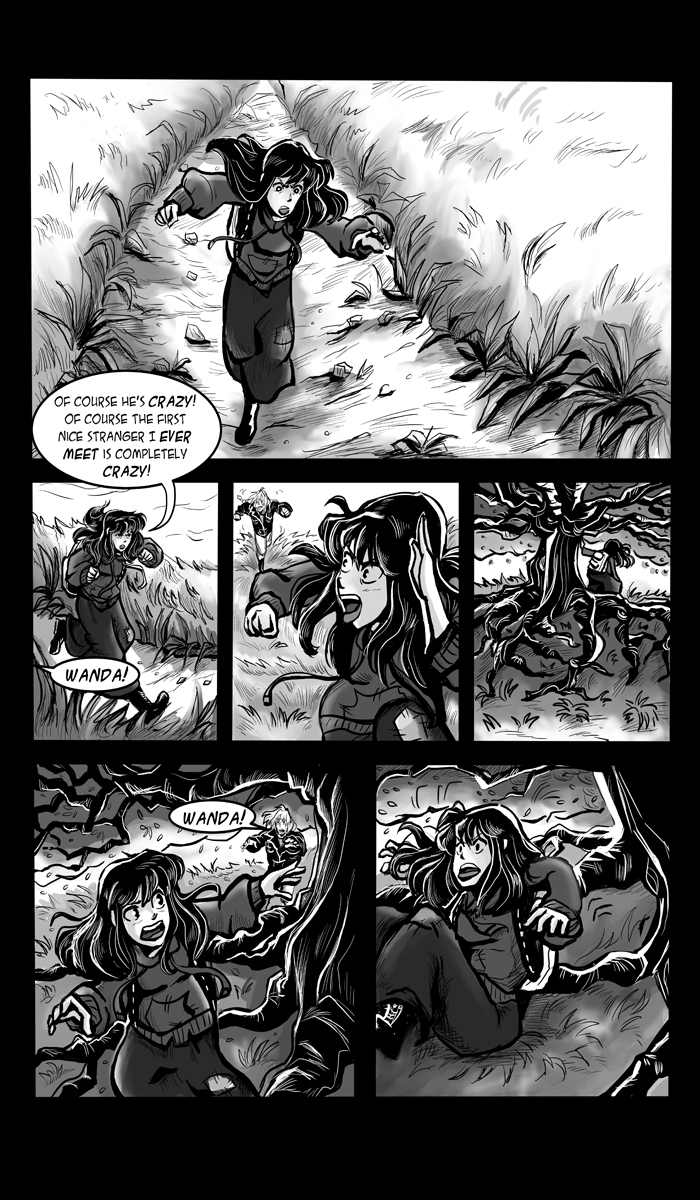 OF COURSE HE'S CRAZY!
OF COURSE THE FIRST
NICE STRANGER I EVER
MEET IS COMPLETELY
CRAZY!
WANDA!
WANDA!